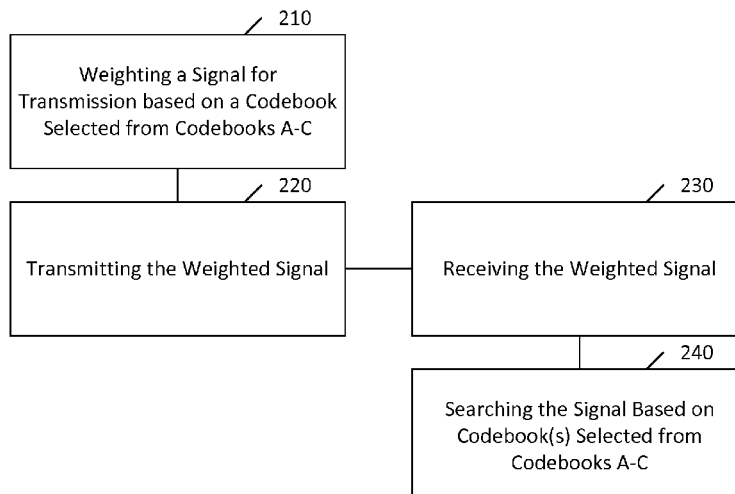 210
Weighting a Signal for
Transmission based on a Codebook
Selected from Codebooks A-C
220
Transmitting the Weighted Signal
230
Receiving the Weighted Signal
240
Searching the Signal Based on
Codebook(s) Selected from
Codebooks A-C